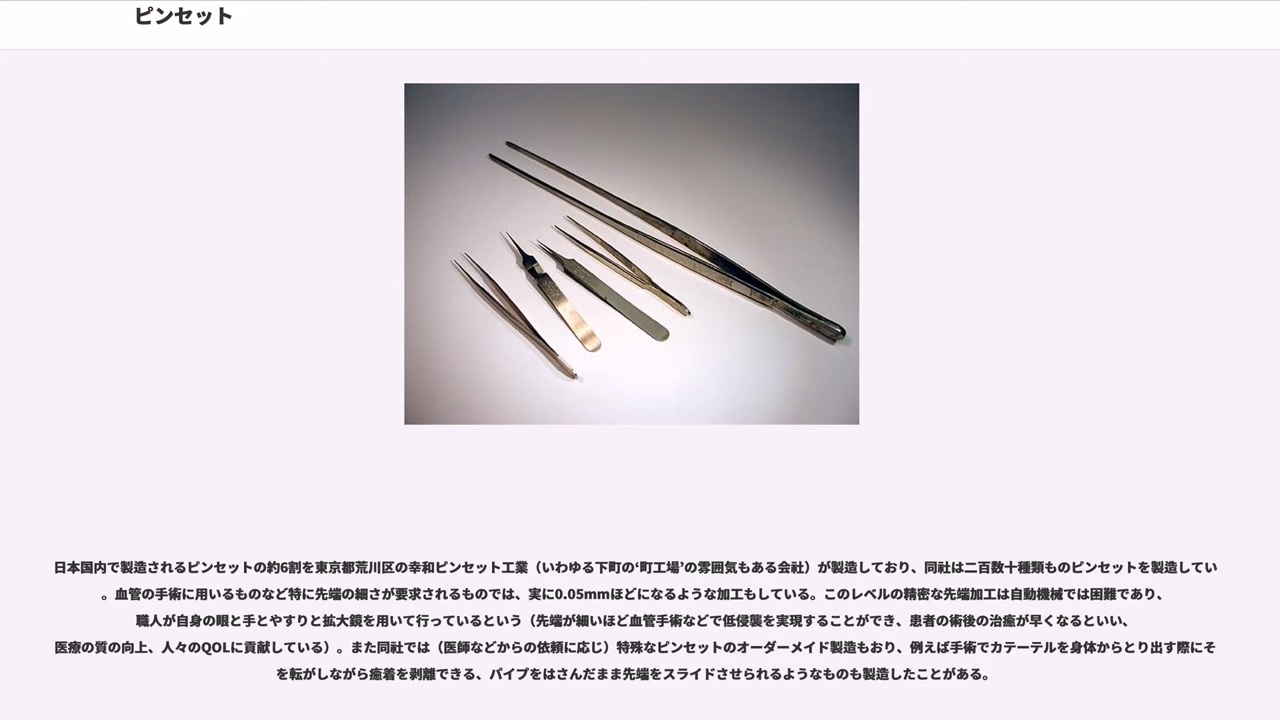 ピンセット
日本国内で製造されるピンセットの約6割を東京都荒川区の幸和ピンセット工業（いわゆる下町の‘町工場’の雰囲気もある会社）が製造しており、同社は二百数十種類ものピンセットを製造してい
。血管の手術に用いるものなど特に先端の細さが要求されるものでは、実に0.05mmほどになるような加工もしている。このレベルの精密な先端加工は自動機械では困難であり、
職人が自身の眼と手とやすりと拡大鏡を用いて行っているという（先端が細いほど血管手術などで低侵襲を実現することができ、患者の術後の治癒が早くなるといい、
医療の質の向上、人々のQOLに貢献している）。また同社では（医師などからの依頼に応じ）特殊なピンセットのオーダーメイド製造もおり、例えば手術でカテーテルを身体からとり出す際にそ
を転がしながら癒着を剥離できる、パイプをはさんだまま先端をスライドさせられるようなものも製造したことがある。